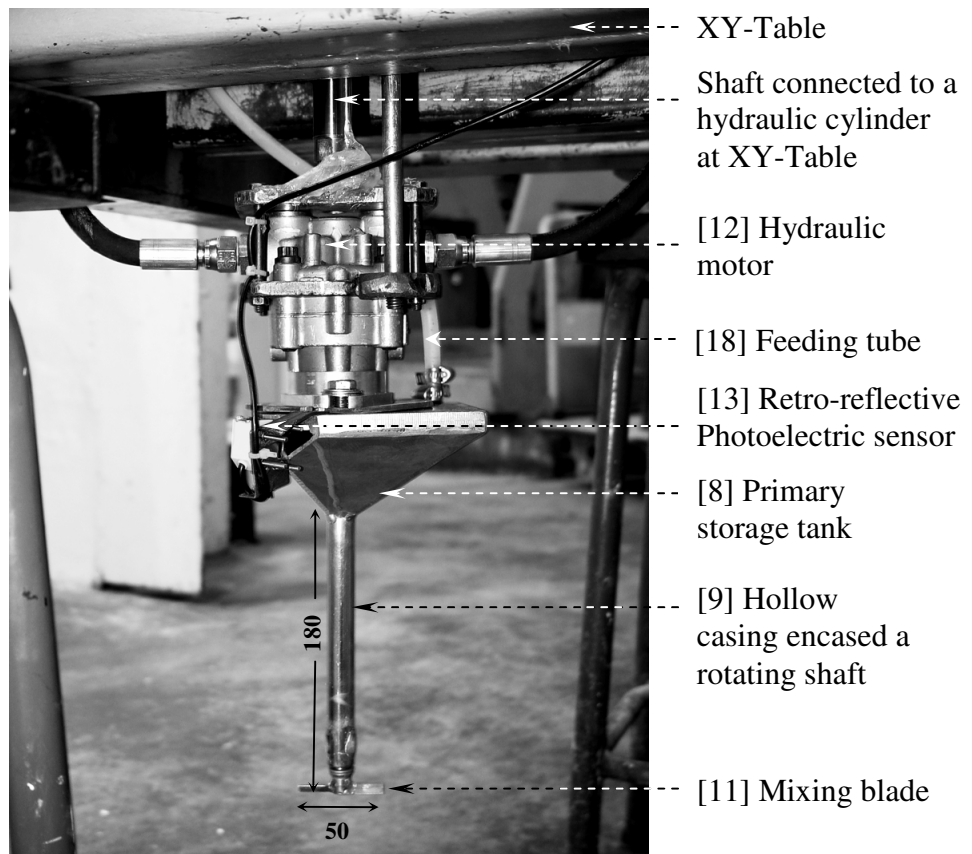 XY-Table
Shaft connected to a
hydraulic cylinder
at XY-Table
[12] Hydraulic
motor
[18] Feeding tube
[13] Retro-reflective
Photoelectric sensor
[8] Primary
storage tank
[9] Hollow
casing encased a
rotating shaft
180
[11] Mixing blade
50